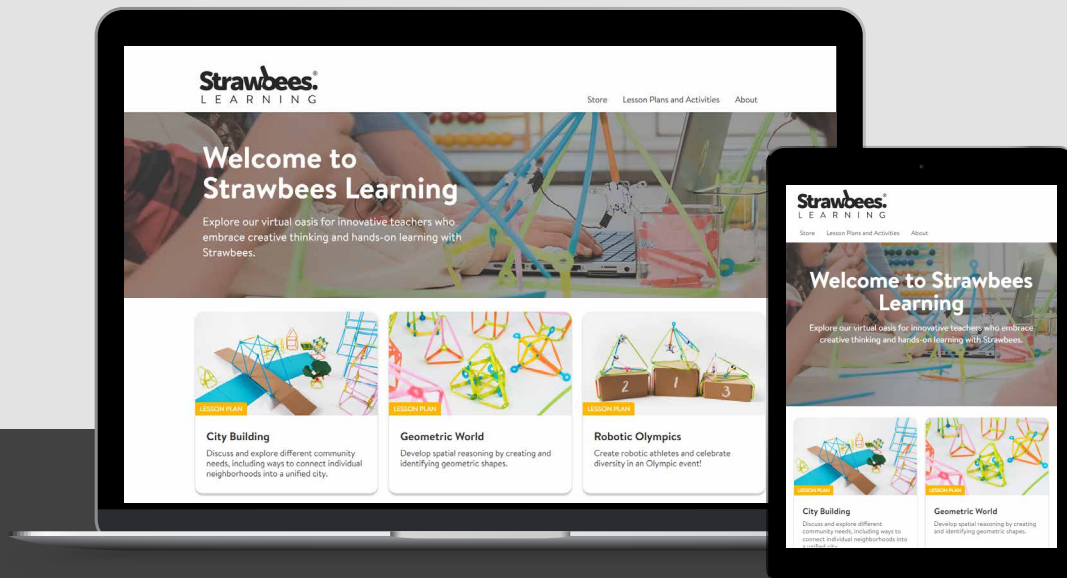 Strawbees.®
LEARNING
Store Lesson Plans and Activities About
Welcome to
Strawbees Learning
Explore our virtual oasis for innovative teachers who
embrace creative thinking and hands-on learning with
Strawbees.
2 1 3
LESSON PLAN LESSON PLAN LESSON PLAN
City Building
Discuss and explore different community
needs, including ways to connect individual
neighborhoods into a unified city.
Geometric World
Develop spatial reasoning by creating and
identifying geometric shapes.
Robotic Olympics
Create robotic athletes and celebrate
diversity in an Olympic event!
Strawbees.®
LEARNING
Store Lesson Plans and Activities About
Welcome to Strawbees
Learning
Explore our virtual oasis for innovative teachers who embrace
creative thinking and hands-on learning with Strawbees.
LESSON PLAN LESSON PLAN
City Building
Discuss and explore different
community needs, including ways to
connect individual neighborhoods into
a unified city.
Geometric World
Develop spatial reasoning by creating
and identifying geometric shapes.